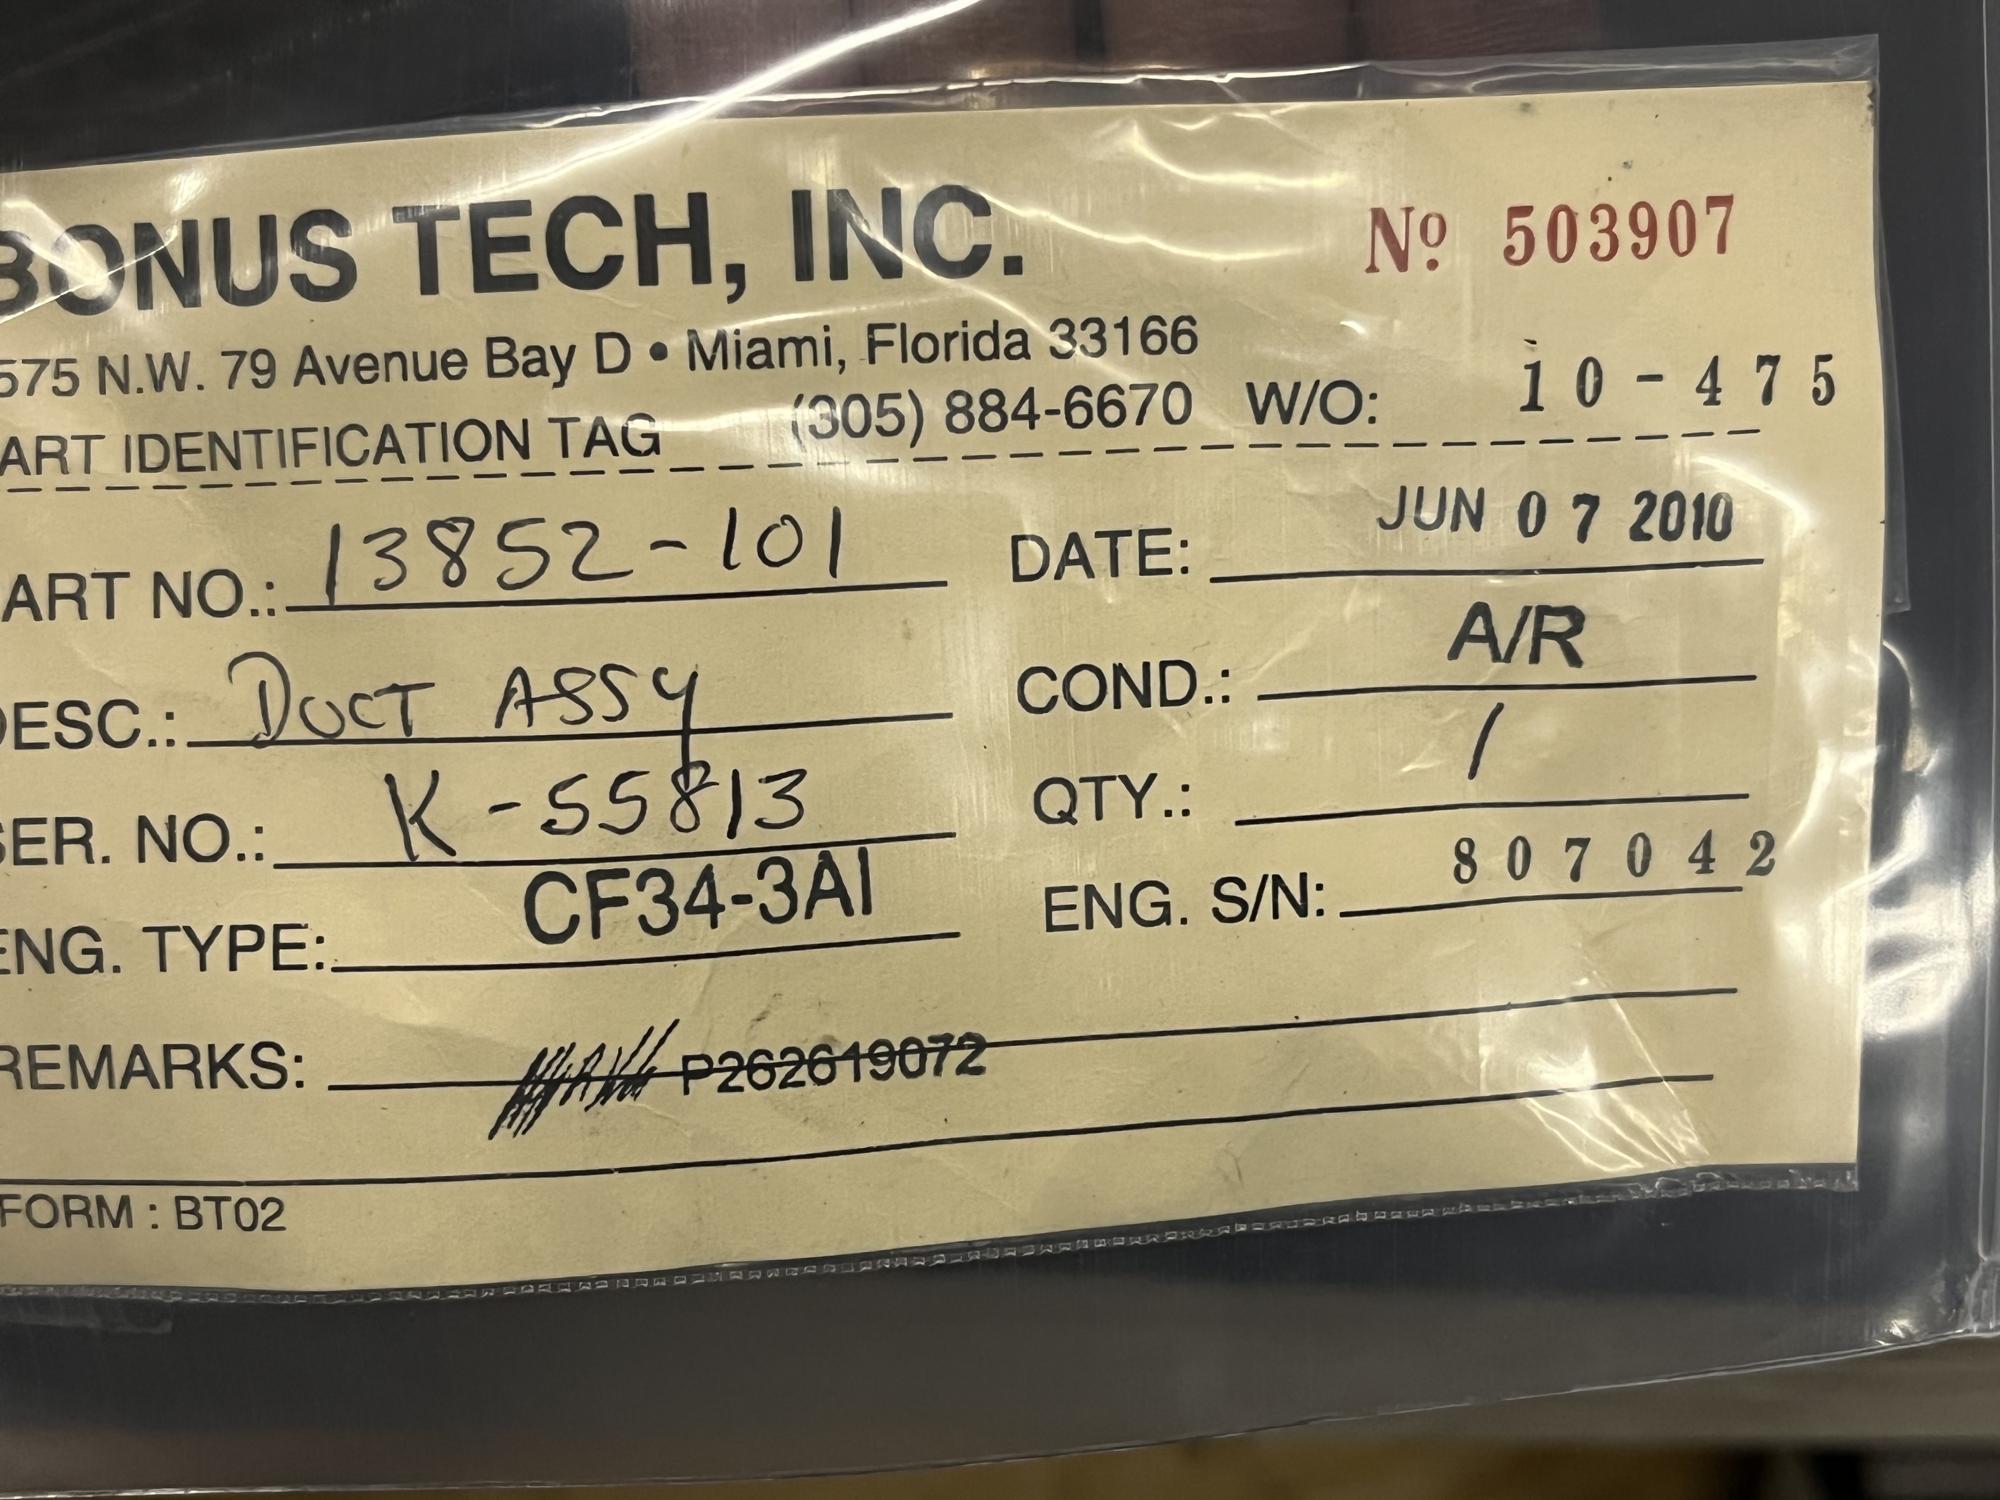 BONUS TECH, INC. Nº 503907
575 N.W. 79 Avenue Bay D • Miami, Florida 33166
ART IDENTIFICATION TAG (305) 884-6670 W/O: 10-475
ART NO.: 13852-101 DATE: JUN 07 2010
DESC.: DUCT ASSY COND.: A/R
SER. NO.: K-55813 QTY.: 1
ENG. TYPE: CF34-3A1 ENG. S/N: 807042
REMARKS: P262619072
FORM : BT02